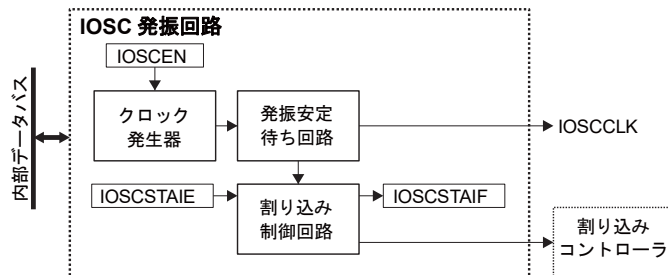 IOSC 発振回路
IOSCEN
クロック
発生器
発振安定
待ち回路
IOSCCLK
内部データバス
IOSCSTAIE
割り込み
制御回路
IOSCSTAIF
割り込み
コントローラ